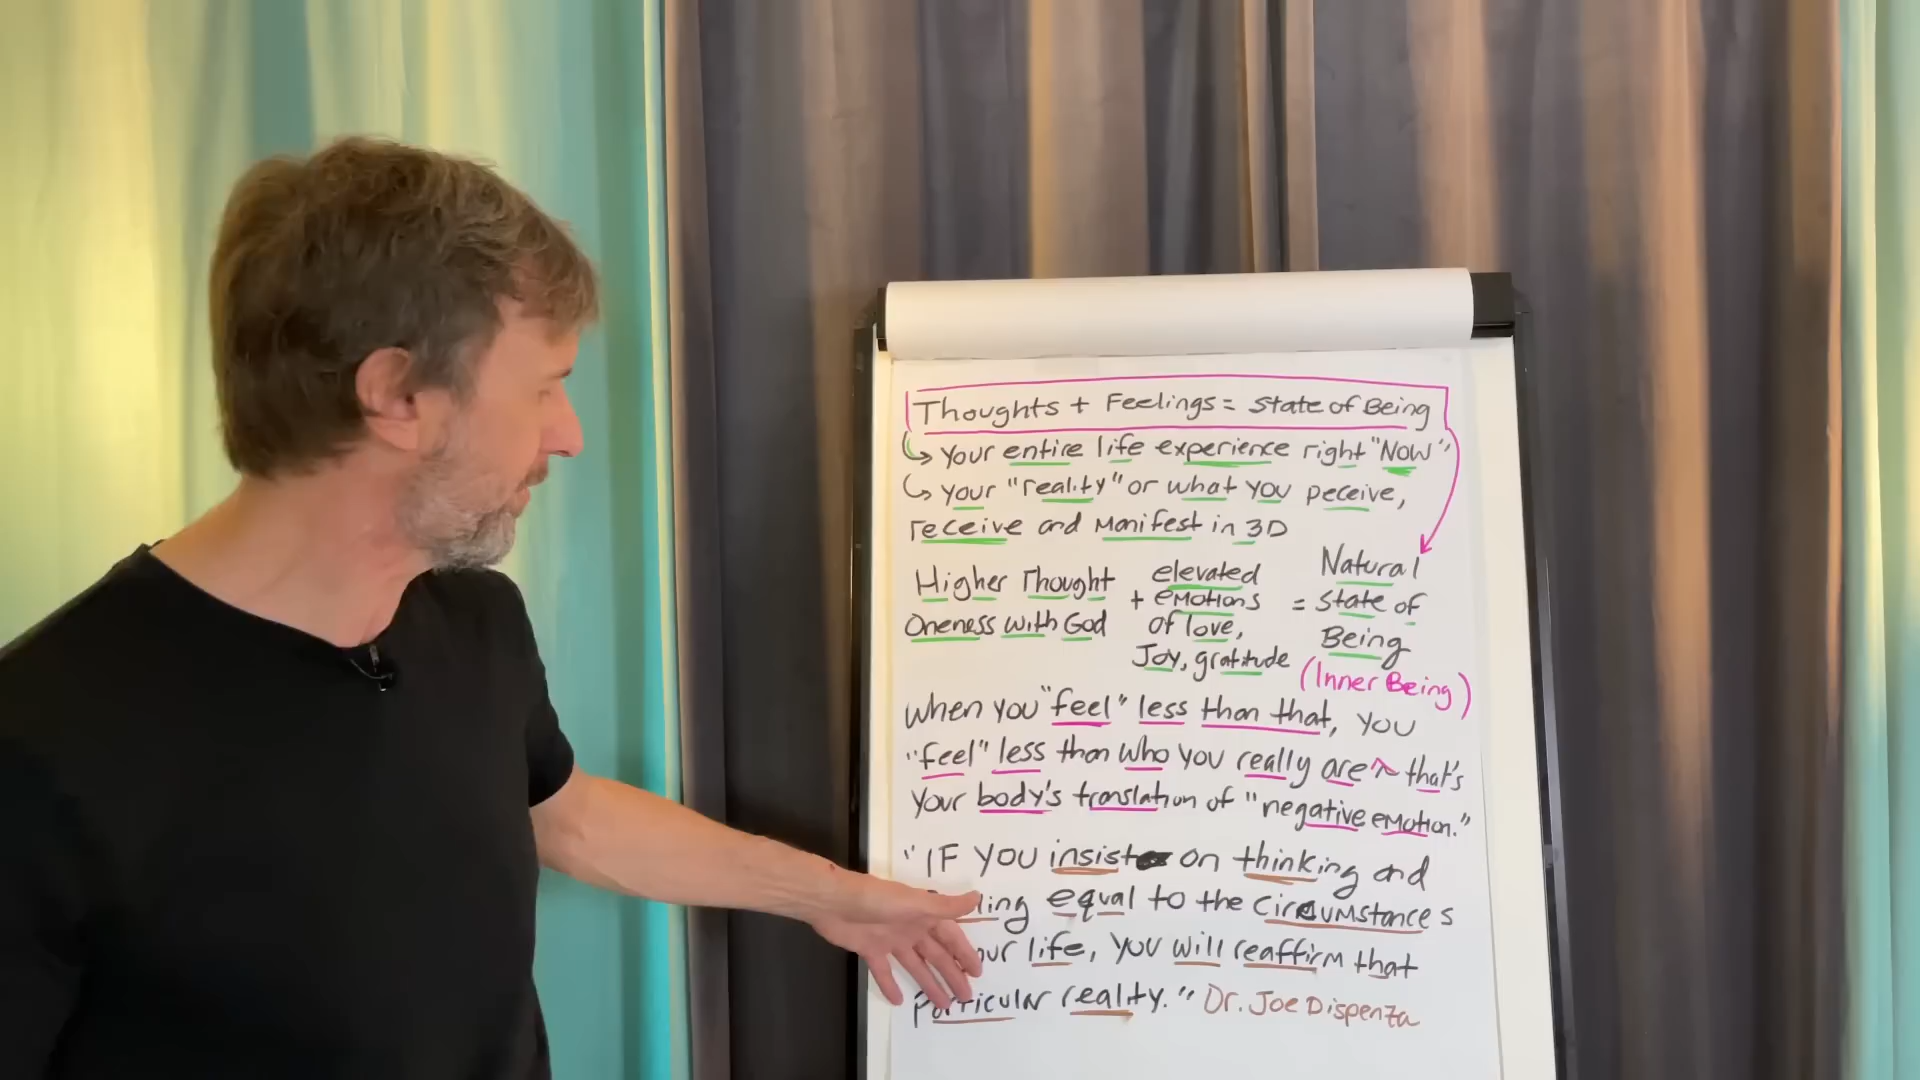 Thoughts + Feelings = State of Being
Your entire life experience right "Now"
your "reality" or what you peceive,
receive and Manifest in 3D
Higher Thought + elevated = Natural
Oneness with God emotions State of
of love, Being
Joy, gratitude (Inner Being)
When you "feel" less than that, you
"feel" less than who you really are that's
your body's translation of "negative emotion."
"IF you insist on thinking and
equal to the circumstances
life, you will reaffirm that
particular reality." Dr. Joe Dispenza